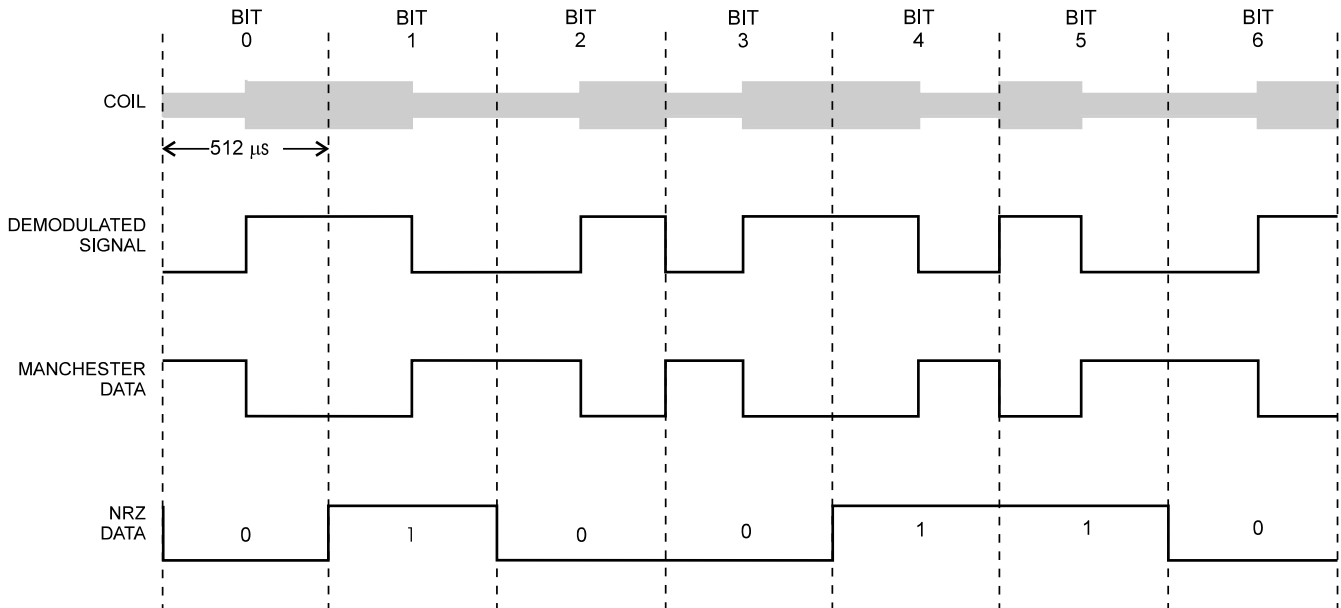 BIT 0
BIT 1
BIT 2
BIT 3
BIT 4
BIT 5
BIT 6
COIL
512 µs
DEMODULATED
SIGNAL
MANCHESTER
DATA
NRZ
DATA
0 1 0 0 1 1 0